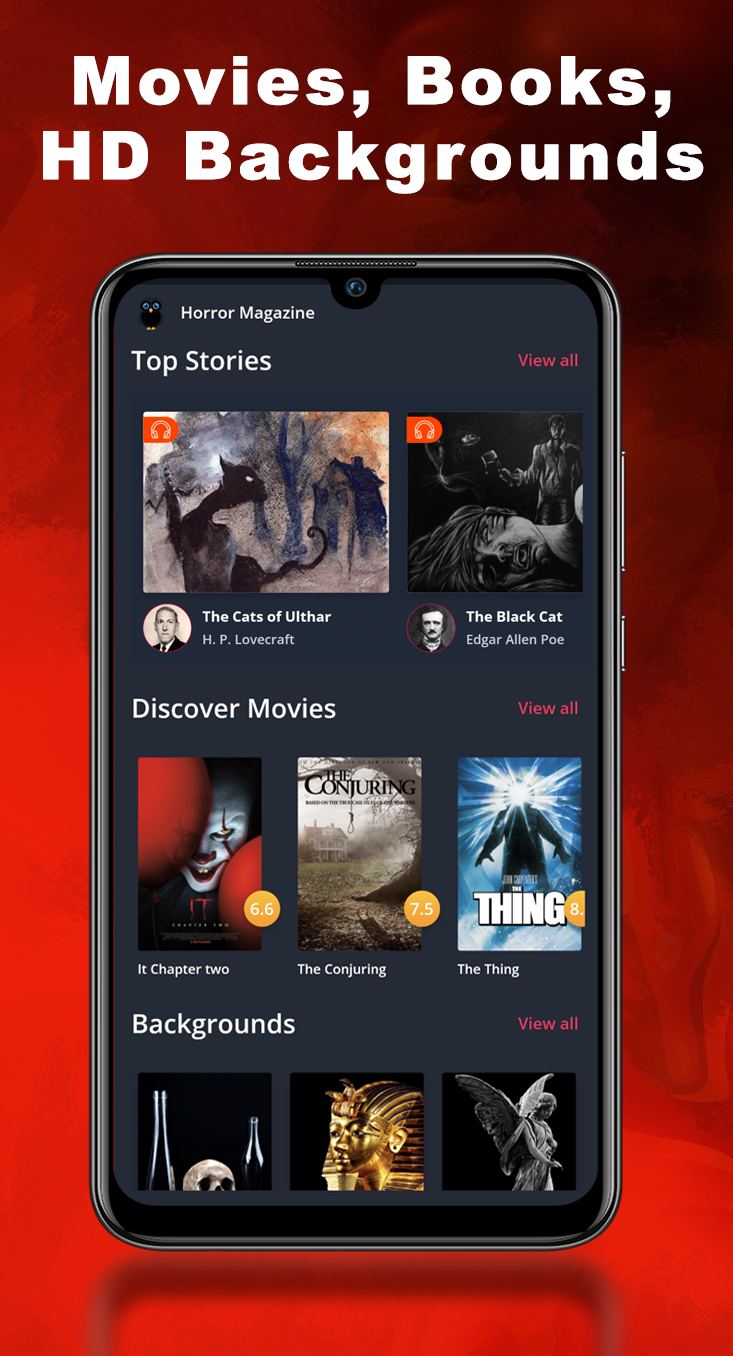 Movies, Books,
HD Backgrounds
Horror Magazine
Top Stories
View all
The Cats of Ulthar
H. P. Lovecraft
The Black Cat
Edgar Allen Poe
Discover Movies
View all
THE
CONJURING
BASED ON THE TRUE CASE FILES OF THE WARRENS
IT
CHAPTER TWO
JOHN CARPENTER'S
THE
THING
6.6
7.5
8.
It Chapter two
The Conjuring
The Thing
Backgrounds
View all